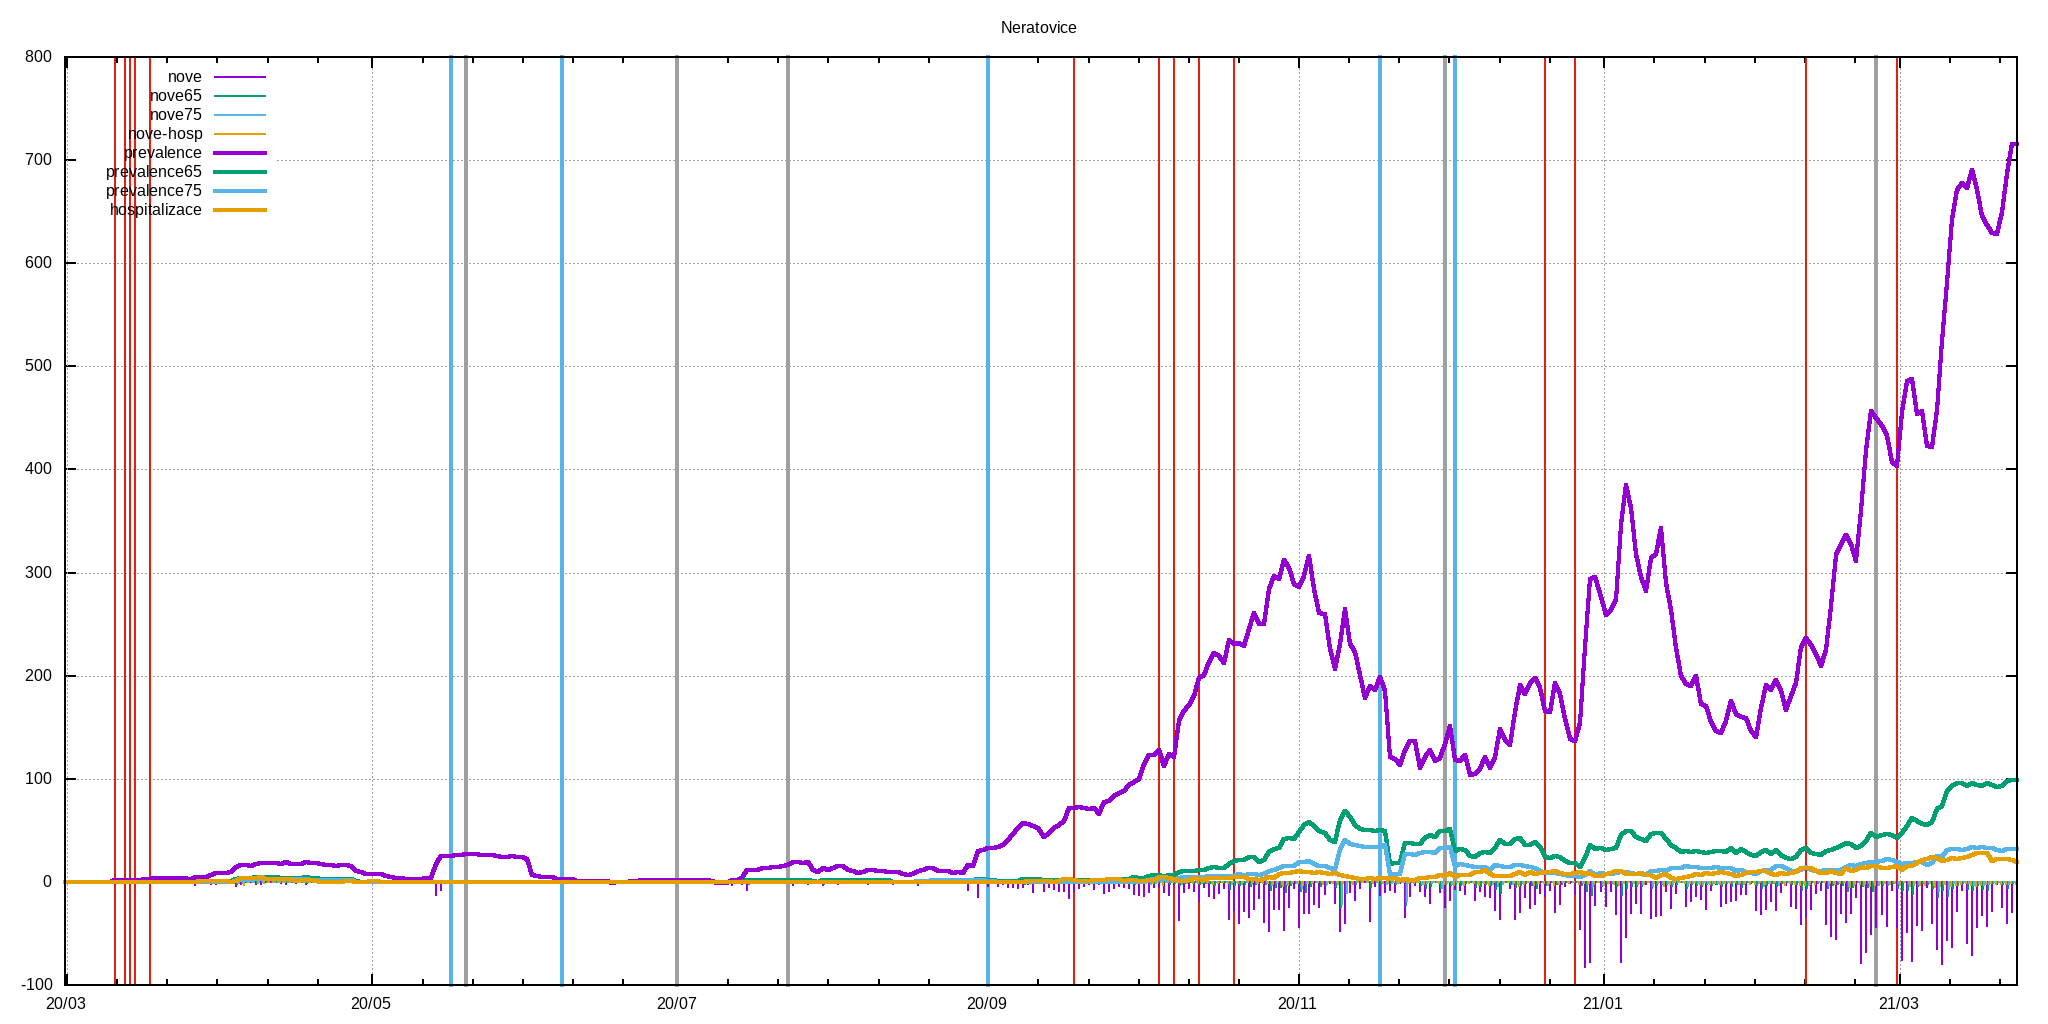 Neratovice
800
700
600
500
400
300
200
100
0
-100
nove
nove65
nove75
nove-hosp
prevalence
prevalence65
prevalence75
hospitalizace
20/03 20/05 20/07 20/09 20/11 21/01 21/03